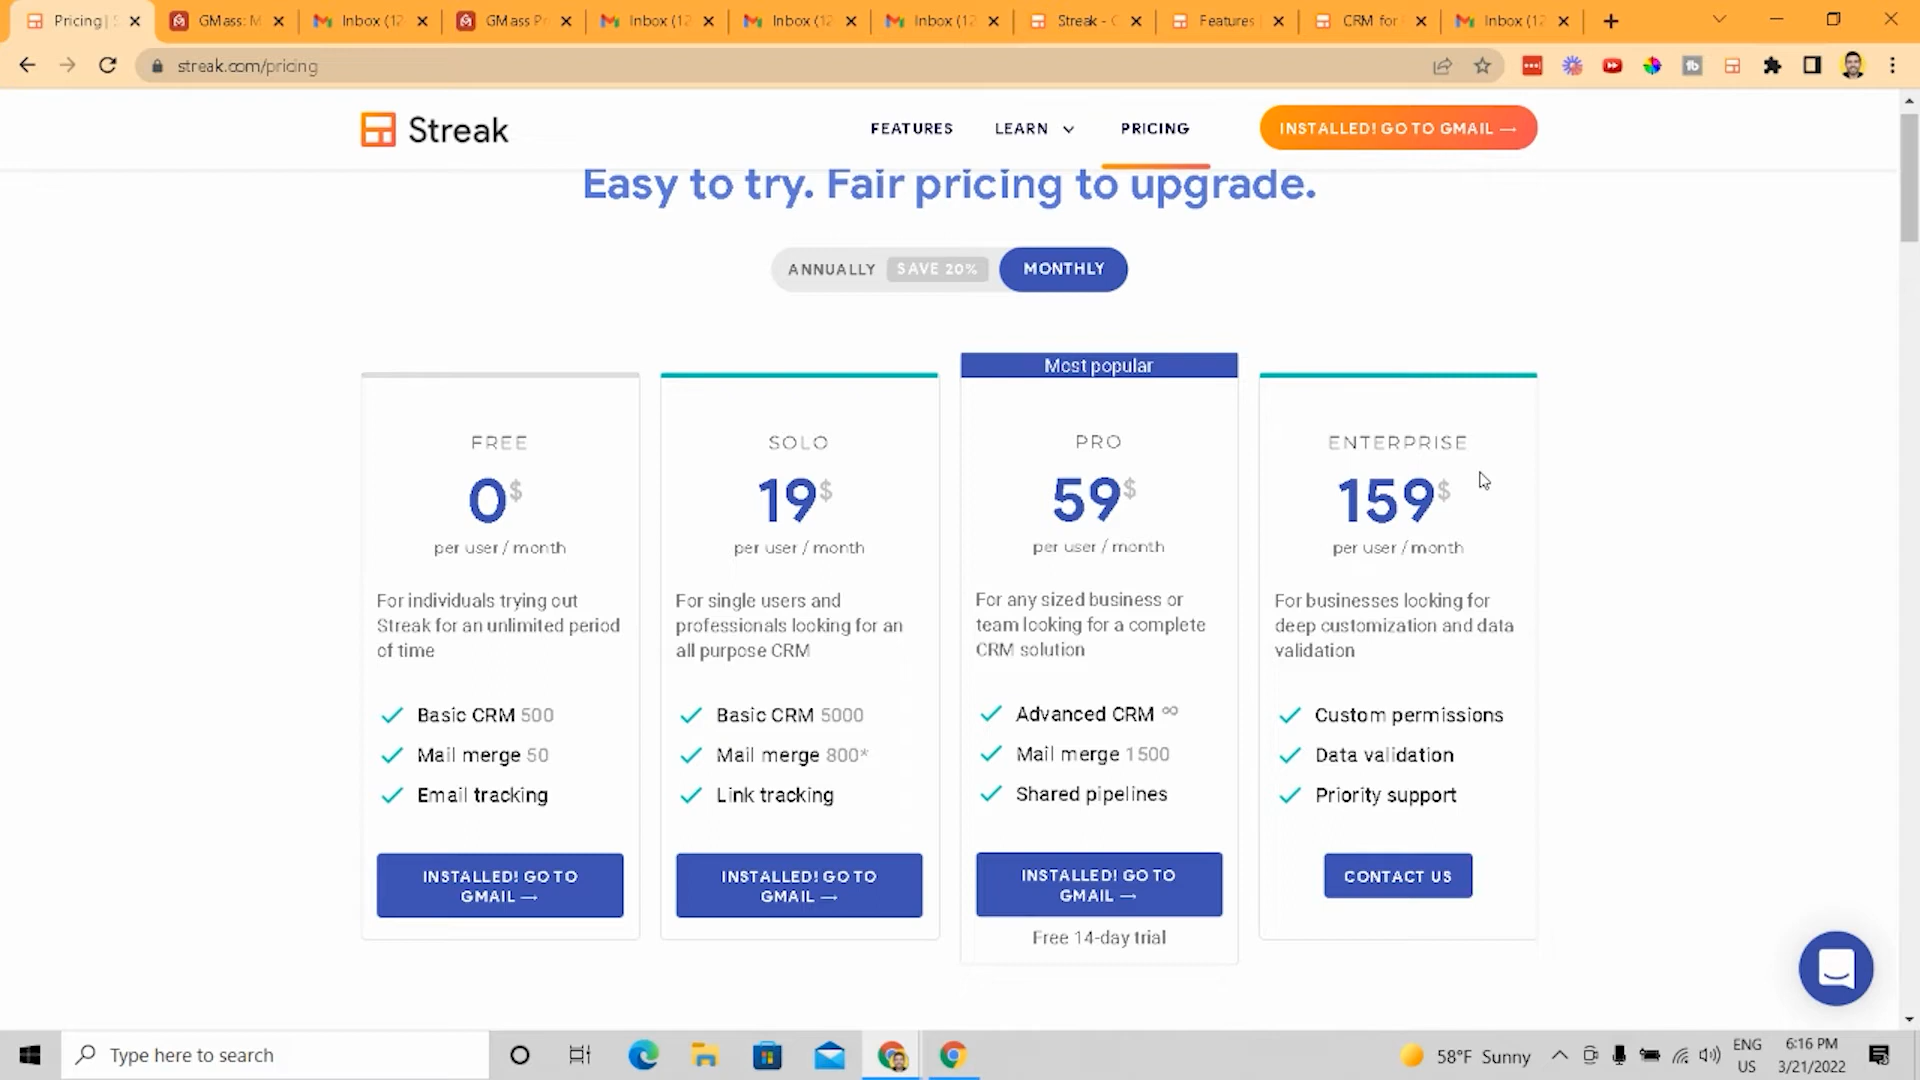 Pricing | S
GMass: M
Inbox (12
GMass Pr
Inbox (12
Inbox (12
Inbox (12
Streak - C
Features
CRM for
Inbox (12
streak.com/pricing
Streak
FEATURES
LEARN
PRICING
INSTALLED! GO TO GMAIL →
Easy to try. Fair pricing to upgrade.
ANNUALLY SAVE 20%
MONTHLY
Most popular
FREE
0$
per user / month
For individuals trying out
Streak for an unlimited period
of time
Basic CRM 500
Mail merge 50
Email tracking
INSTALLED! GO TO
GMAIL →
SOLO
19$
per user / month
For single users and
professionals looking for an
all purpose CRM
Basic CRM 5000
Mail merge 800*
Link tracking
INSTALLED! GO TO
GMAIL →
PRO
59$
per user / month
For any sized business or
team looking for a complete
CRM solution
Advanced CRM ∞
Mail merge 1500
Shared pipelines
INSTALLED! GO TO
GMAIL →
Free 14-day trial
ENTERPRISE
159$
per user / month
For businesses looking for
deep customization and data
validation
Custom permissions
Data validation
Priority support
CONTACT US
Type here to search
58°F Sunny
ENG
US
6:16 PM
3/21/2022